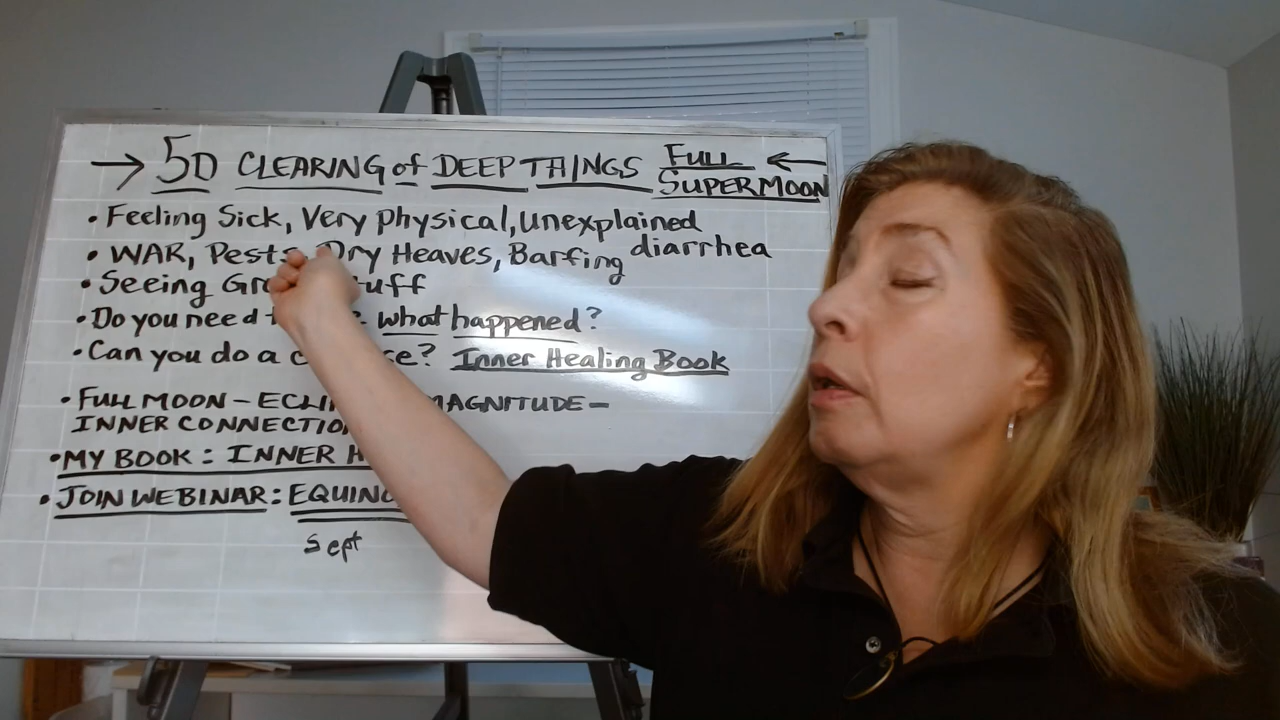 → 5D CLEARING of DEEP THINGS FULL SUPERMOON ←
• Feeling Sick, Very physical, unexplained
• WAR, Pests, Dry Heaves, Barfing diarrhea
• Seeing
• Do you need what happened?
• Can you do a Inner Healing Book
• FULL MOON – MAGNITUDE –
INNER
• MY BOOK : INNER
• JOIN WEBINAR :
Sept